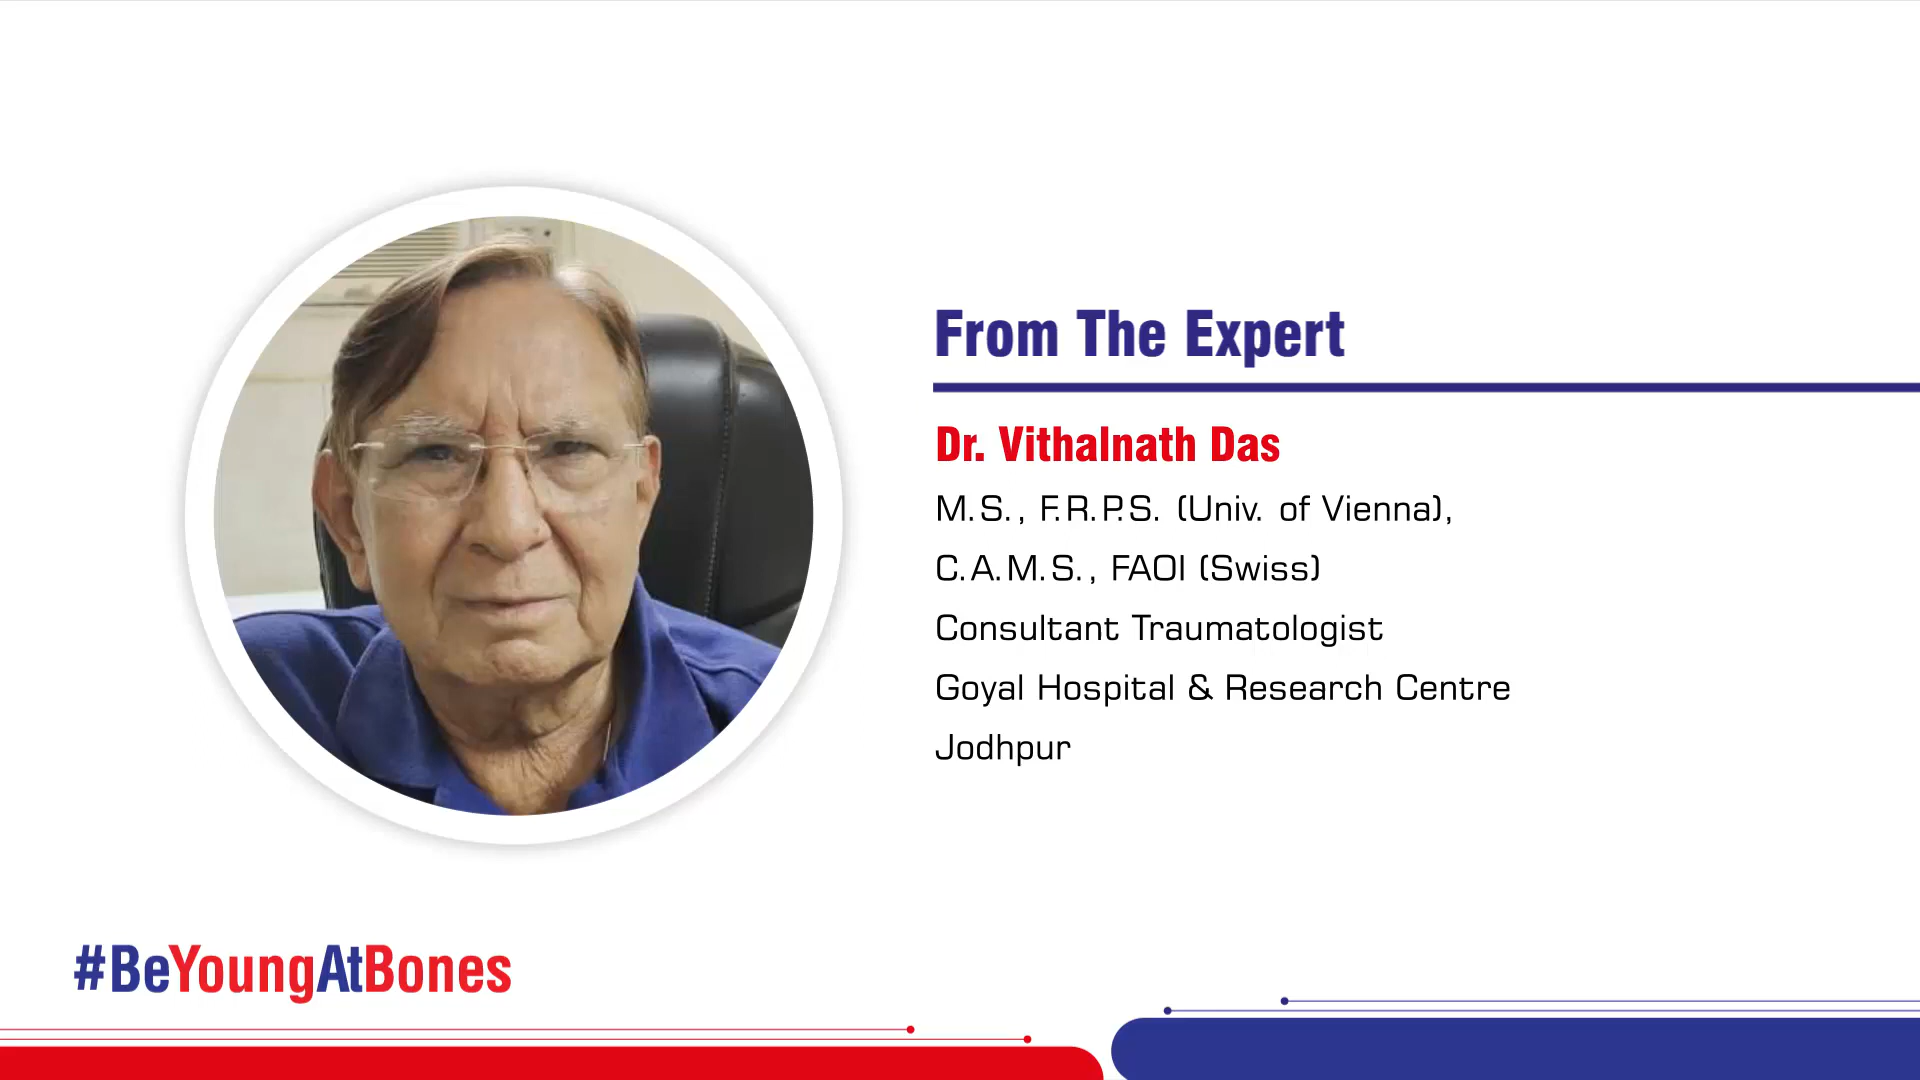 From The Expert
Dr. Vithalnath Das
M.S., F.R.P.S. (Univ. of Vienna),
C.A.M.S., FAOI (Swiss)
Consultant Traumatologist
Goyal Hospital & Research Centre
Jodhpur
#BeYoungAtBones